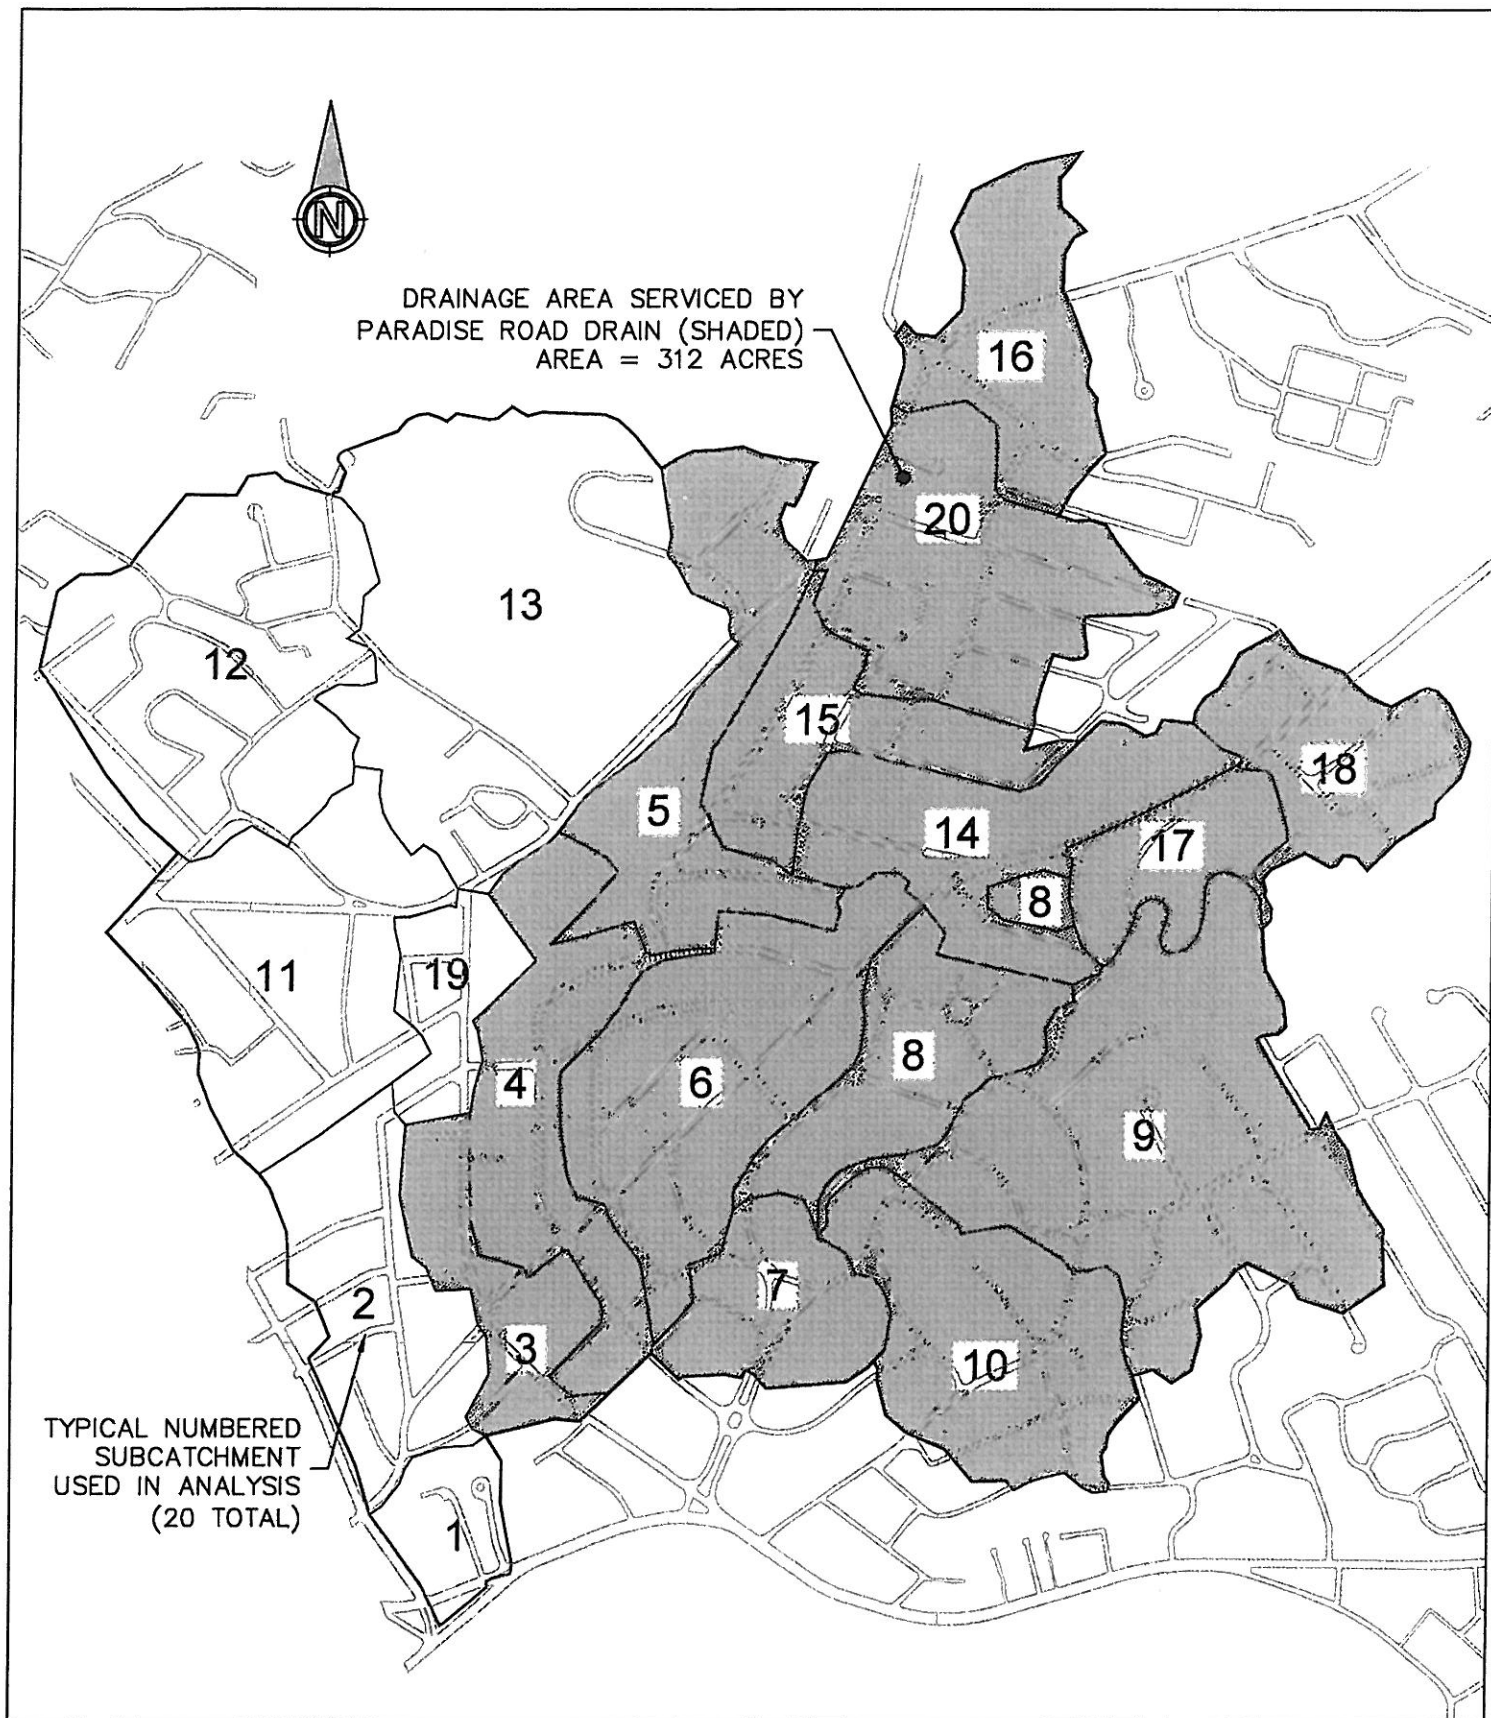 N
DRAINAGE AREA SERVICED BY
PARADISE ROAD DRAIN (SHADED)
AREA = 312 ACRES
16
20
13
12
15
18
5
14
17
8
11
19
4
6
8
9
2
7
3
10
TYPICAL NUMBERED
SUBCATCHMENT
USED IN ANALYSIS
(20 TOTAL)
1